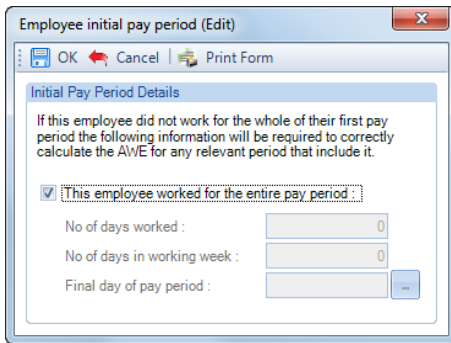 Employee initial pay period (Edit)
OK Cancel Print Form
Initial Pay Period Details
If this employee did not work for the whole of their first pay
period the following information will be required to correctly
calculate the AWE for any relevant period that include it.
This employee worked for the entire pay period :
No of days worked : 0
No of days in working week : 0
Final day of pay period : ...